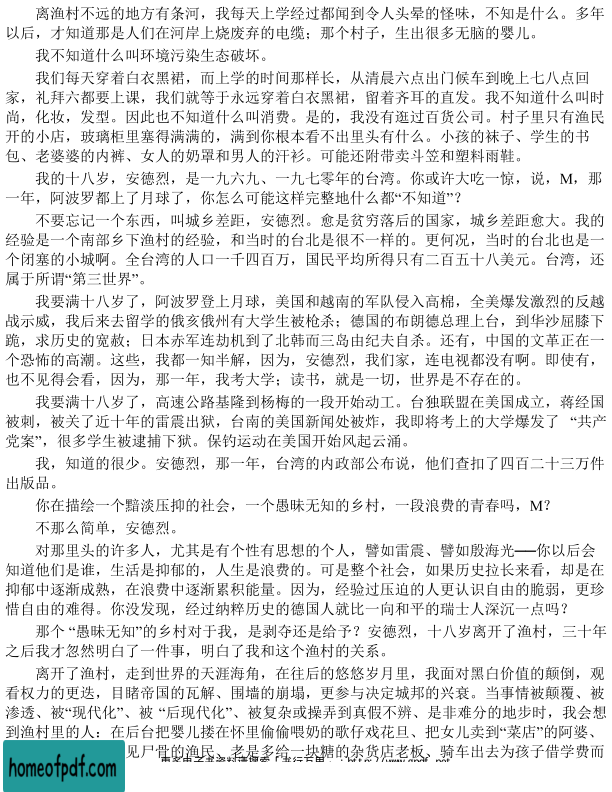 离渔村不远的地方有条河，我每天上学经过都闻到令人头晕的怪味，不知是什么。多年
以后，才知道那是人们在河岸上烧废弃的电缆；那个村子，生出很多无脑的婴儿。
我不知道什么叫环境污染生态破坏。
我们每天穿着白衣黑裙，而上学的时间那样长，从清晨六点出门候车到晚上七八点回
家，礼拜六都要上课，我们就等于永远穿着白衣黑裙，留着齐耳的直发。我不知道什么叫时
尚，化妆，发型。因此也不知道什么叫消费。是的，我没有逛过百货公司。村子里只有渔民
开的小店，玻璃柜里塞得满满的，满到你根本看不出里头有什么。小孩的袜子、学生的书
包、老婆婆的内裤、女人的奶罩和男人的汗衫。可能还附带卖斗笠和塑料雨鞋。
我的十八岁，安德烈，是一九六九、一九七零年的台湾。你或许大吃一惊，说，M，那
一年，阿波罗都上了月球了，你怎么可能这样完整地什么都“不知道”？
不要忘记一个东西，叫城乡差距，安德烈。愈是贫穷落后的国家，城乡差距愈大。我的
经验是一个南部乡下渔村的经验，和当时的台北是很不一样的。更何况，当时的台北也是一
个闭塞的小城啊。全台湾的人口一千四百万，国民平均所得只有二百五十八美元。台湾，还
属于所谓“第三世界”。
我要满十八岁了，阿波罗登上月球，美国和越南的军队侵入高棉，全美爆发激烈的反越
战示威，我后来去留学的俄亥俄州有大学生被枪杀；德国的布朗德总理上台，到华沙屈膝下
跪，求历史的宽赦；日本赤军连劫机到了北韩而三岛由纪夫自杀。还有，中国的文革正在一
个恐怖的高潮。这些，我都一知半解，因为，安德烈，我们家，连电视都没有啊。即使有，
也不见得会看，因为，那一年，我考大学；读书，就是一切，世界是不存在的。
我要满十八岁了，高速公路基隆到杨梅的一段开始动工。台独联盟在美国成立，蒋经国
被刺，被关了近十年的雷震出狱，台南的美国新闻处被炸，我即将考上的大学爆发了 “共产
党案”，很多学生被逮捕下狱。保钓运动在美国开始风起云涌。
我，知道的很少。安德烈，那一年，台湾的内政部公布说，他们查扣了四百二十三万件
出版品。
你在描绘一个黯淡压抑的社会，一个愚昧无知的乡村，一段浪费的青春吗，M？
不那么简单，安德烈。
对那里头的许多人，尤其是有个性有思想的个人，譬如雷震、譬如殷海光──你以后会
知道他们是谁，生活是抑郁的，人生是浪费的。可是整个社会，如果历史拉长来看，却是在
抑郁中逐渐成熟，在浪费中逐渐累积能量。因为，经验过压迫的人更认识自由的脆弱，更珍
惜自由的难得。你没发现，经过纳粹历史的德国人就比一向和平的瑞士人深沉一点吗？
那个 “愚昧无知”的乡村对于我，是剥夺还是给予？安德烈，十八岁离开了渔村，三十年
之后我才忽然明白了一件事，明白了我和这个渔村的关系。
离开了渔村，走到世界的天涯海角，在往后的悠悠岁月里，我面对黑白价值的颠倒，观
看权力的更迭，目睹帝国的瓦解、围墙的崩塌，更参与决定城邦的兴衰。当事情被颠覆、被
渗透、被“现代化”、被 “后现代化”、被复杂或操弄到真假不辨、是非难分的地步时，我会想
到渔村里的人：在后台把婴儿搂在怀里偷偷喂奶的歌仔戏花旦、把女儿卖到“菜店”的阿婆、
见尸骨的渔民、老是多给一块糖的杂货店老板、骑车出去为孩子借学费而
homeofpdf.com